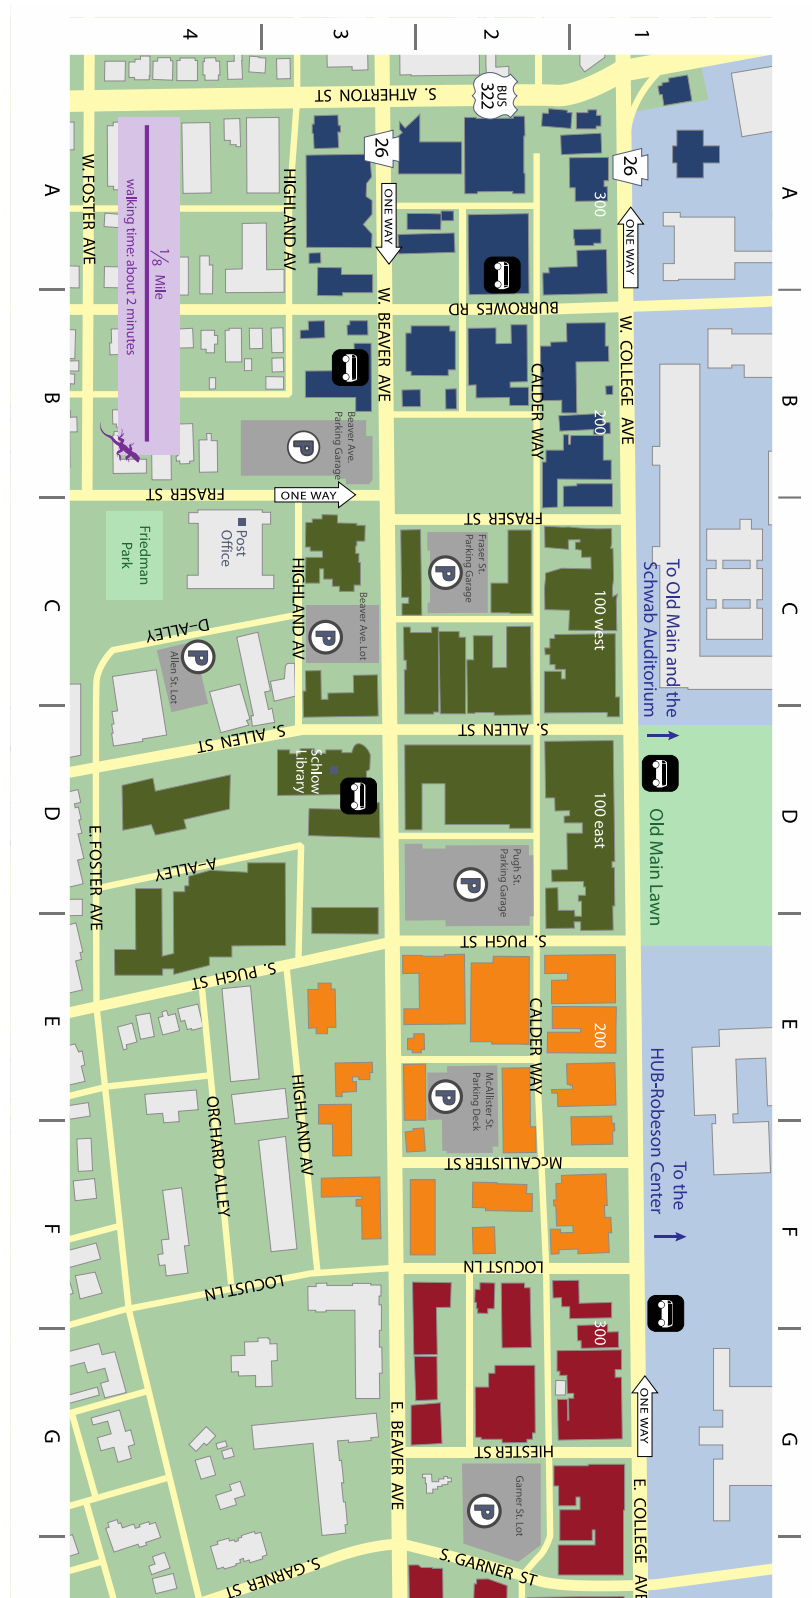 4
3
2
1
S. ATHERTON ST
BUS
322
26
26
A
A
W. FOSTER AVE
HIGHLAND AV
ONE WAY
ONE WAY
300
1/8 Mile
walking time: about 2 minutes
BURROWES RD
W. BEAVER AVE
W. COLLEGE AVE
CALDER WAY
B
B
200
Beaver Ave.
Parking Garage
P
FRASER ST
ONE WAY
FRASER ST
Friedman
Park
Post
Office
HIGHLAND AV
Fraser St.
Parking Garage
P
C
C
100 west
To Old Main and the
Schwab Auditorium
Beaver Ave. Lot
P
D-ALLEY
Allen St. Lot
P
S. ALLEN ST
S. ALLEN ST
Schlow
Library
D
D
100 east
Old Main Lawn
E. FOSTER AVE
A-ALLEY
Pugh St.
Parking Garage
P
S. PUGH ST
S. PUGH ST
E
E
CALDER WAY
200
HUB-Robeson Center
To the
HIGHLAND AV
ORCHARD ALLEY
McAllister St.
Parking Deck
P
McCALLISTER ST
F
F
LOCUST LN
LOCUST LN
300
G
G
ONE WAY
E. BEAVER AVE
HIESTER ST
Garner St. Lot
P
E. COLLEGE AVE
S. GARNER ST
S. GARNER ST